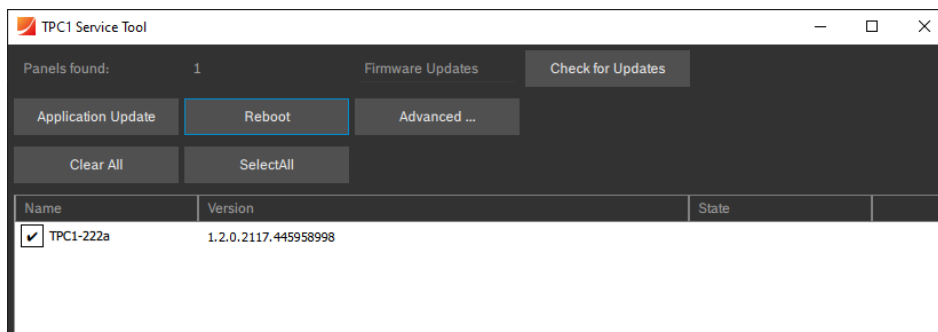 TPC1 Service Tool
Panels found: 1 Firmware Updates Check for Updates
Application Update Reboot Advanced ...
Clear All SelectAll
Name Version State
TPC1-222a 1.2.0.2117.445958998